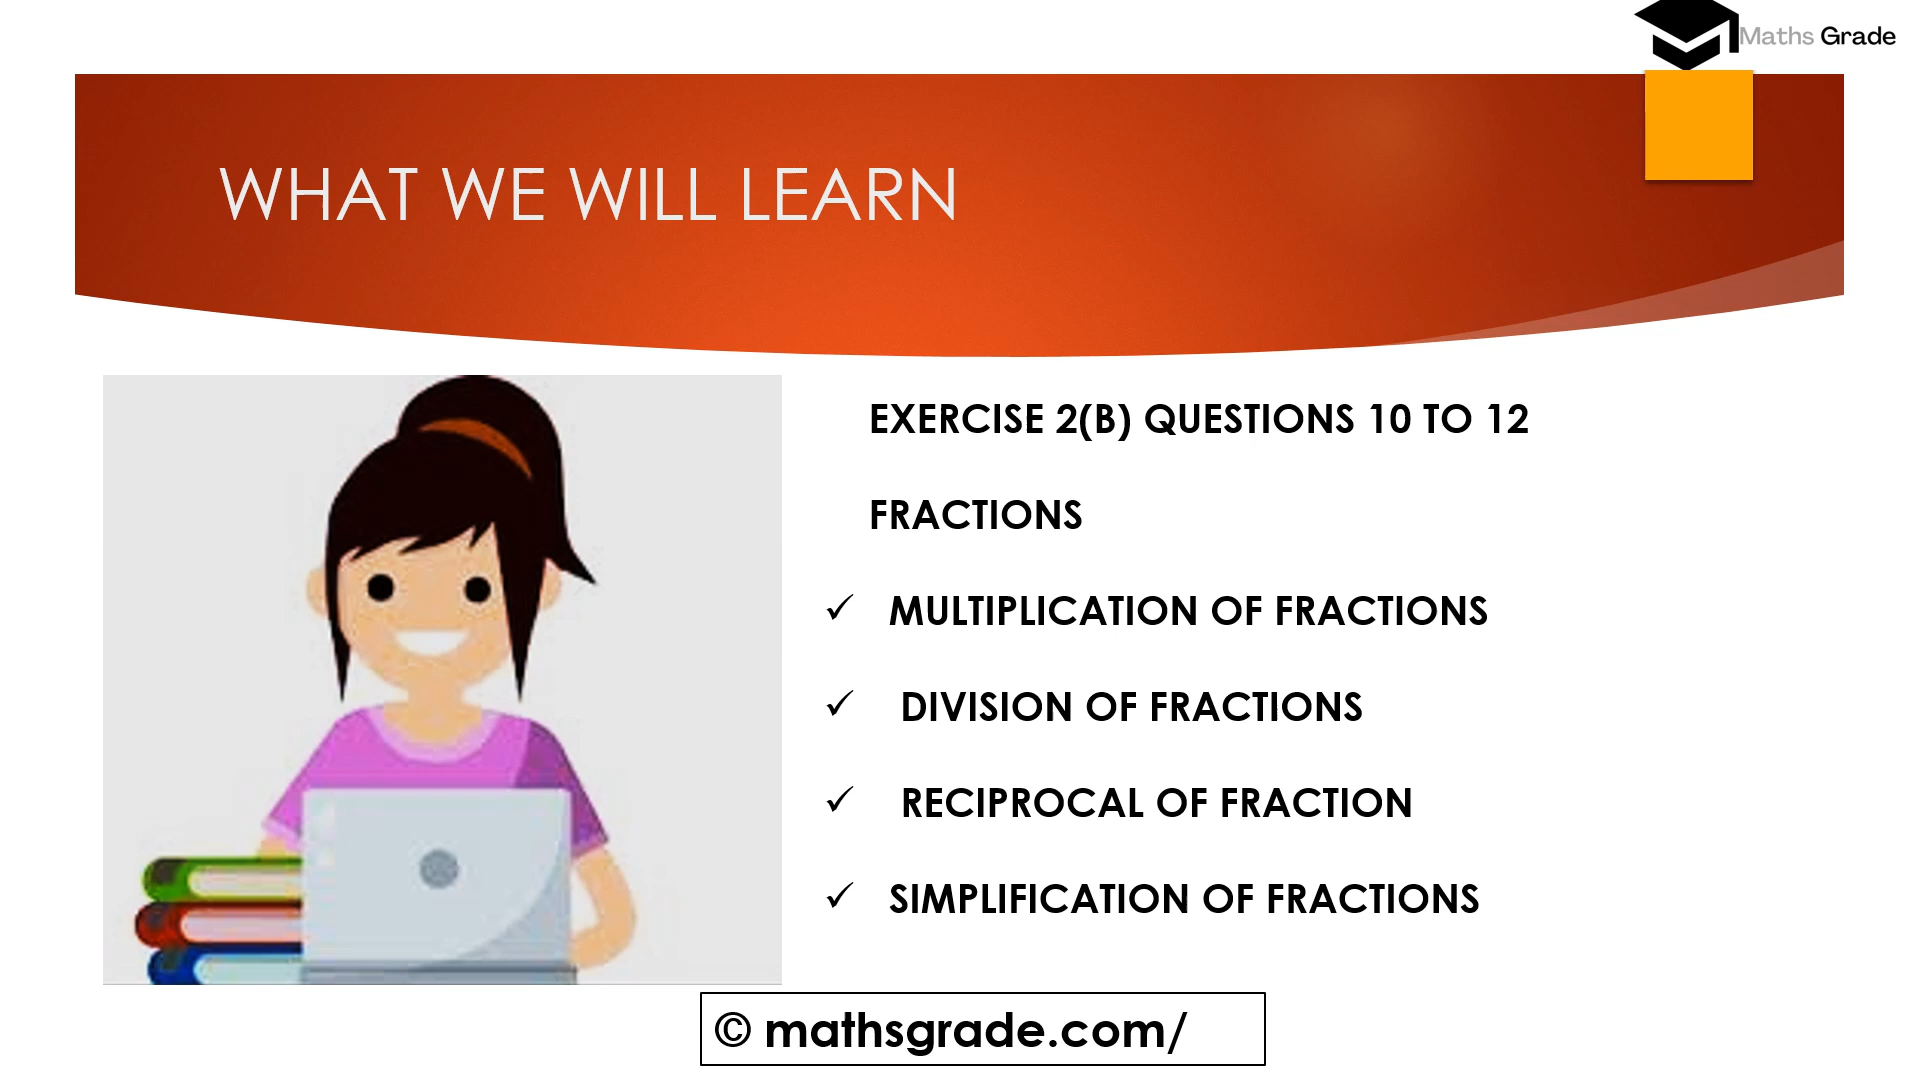 Maths Grade
WHAT WE WILL LEARN
EXERCISE 2(B) QUESTIONS 10 TO 12
FRACTIONS
✓ MULTIPLICATION OF FRACTIONS
✓ DIVISION OF FRACTIONS
✓ RECIPROCAL OF FRACTION
✓ SIMPLIFICATION OF FRACTIONS
© mathsgrade.com/